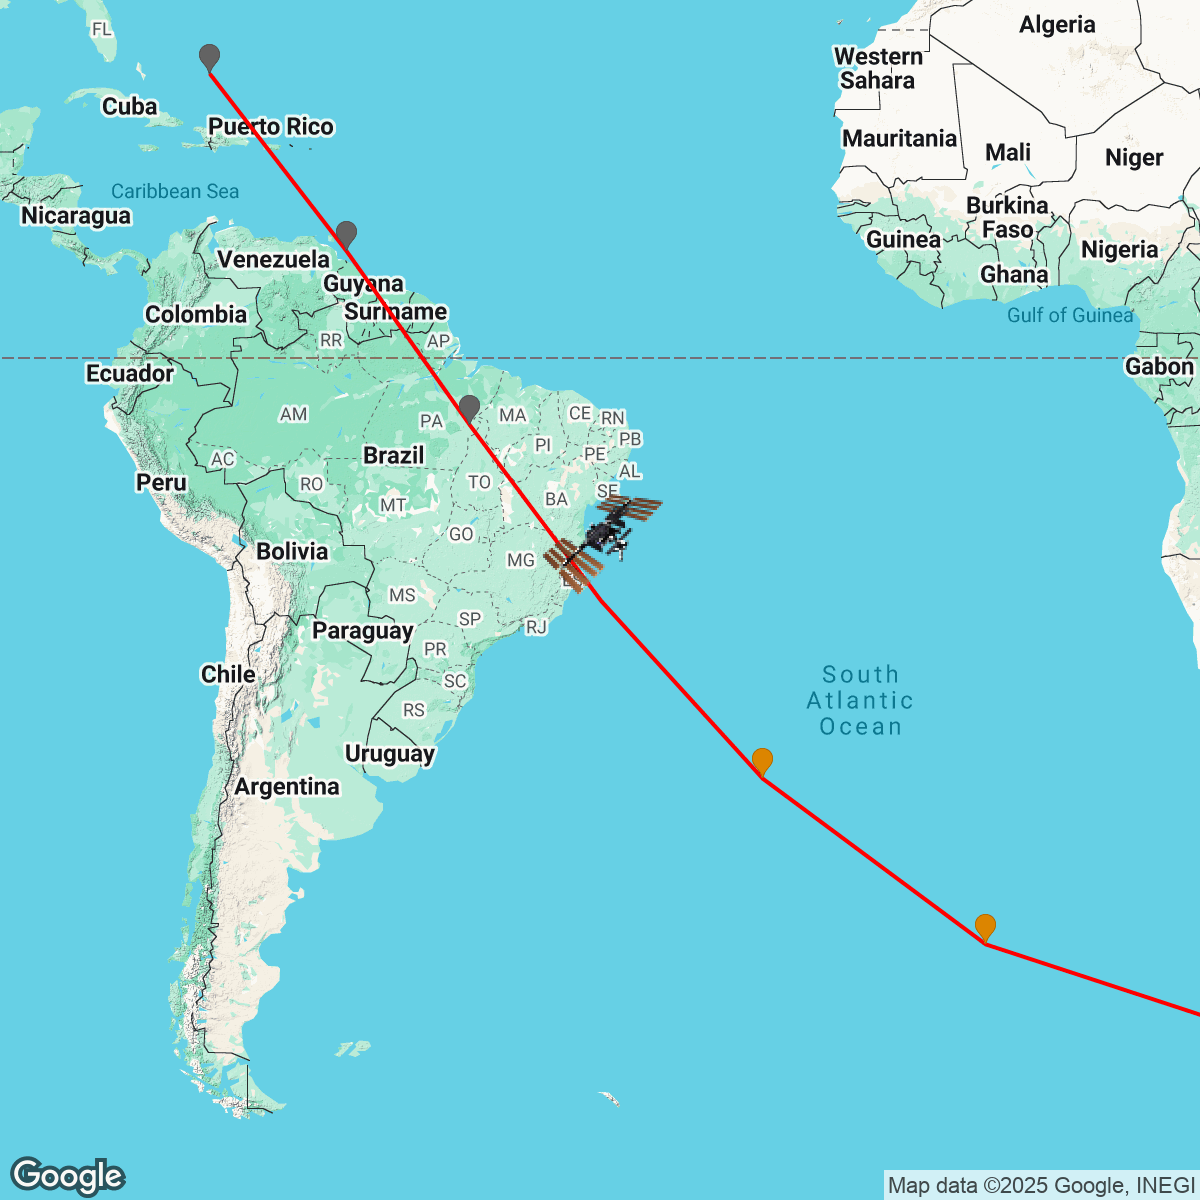 FL
Algeria
Western
Sahara
Cuba
Puerto Rico
Mauritania
Mali
Niger
Caribbean Sea
Nicaragua
Burkina
Faso
Guinea
Nigeria
Venezuela
Ghana
Guyana
Suriname
Colombia
Gulf of Guinea
RR
AP
Ecuador
Gabon
AM
PA
MA
CE
RN
PB
PI
Brazil
PE
AC
AL
Peru
RO
TO
SE
MT
BA
GO
Bolivia
MG
MS
SP
RJ
Paraguay
PR
Chile
SC
South
Atlantic
Ocean
RS
Uruguay
Argentina
Google
Map data ©2025 Google, INEGI